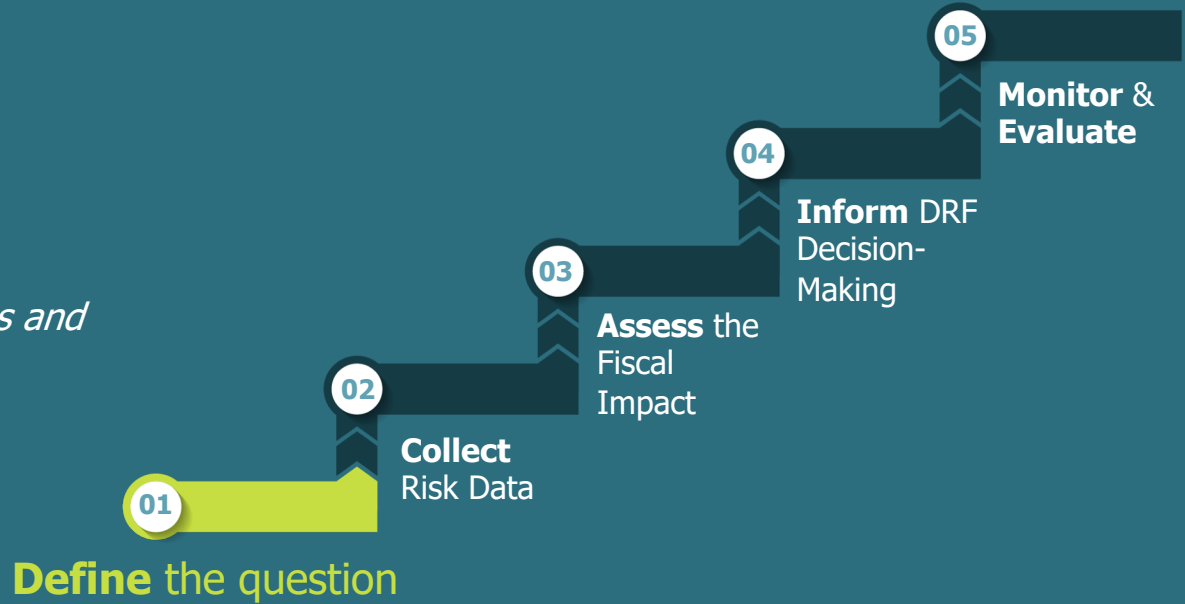 05
Monitor &
Evaluate
04
Inform DRF
Decision-
Making
03
Assess the
Fiscal
Impact
s and
02
Collect
Risk Data
01
Define the question